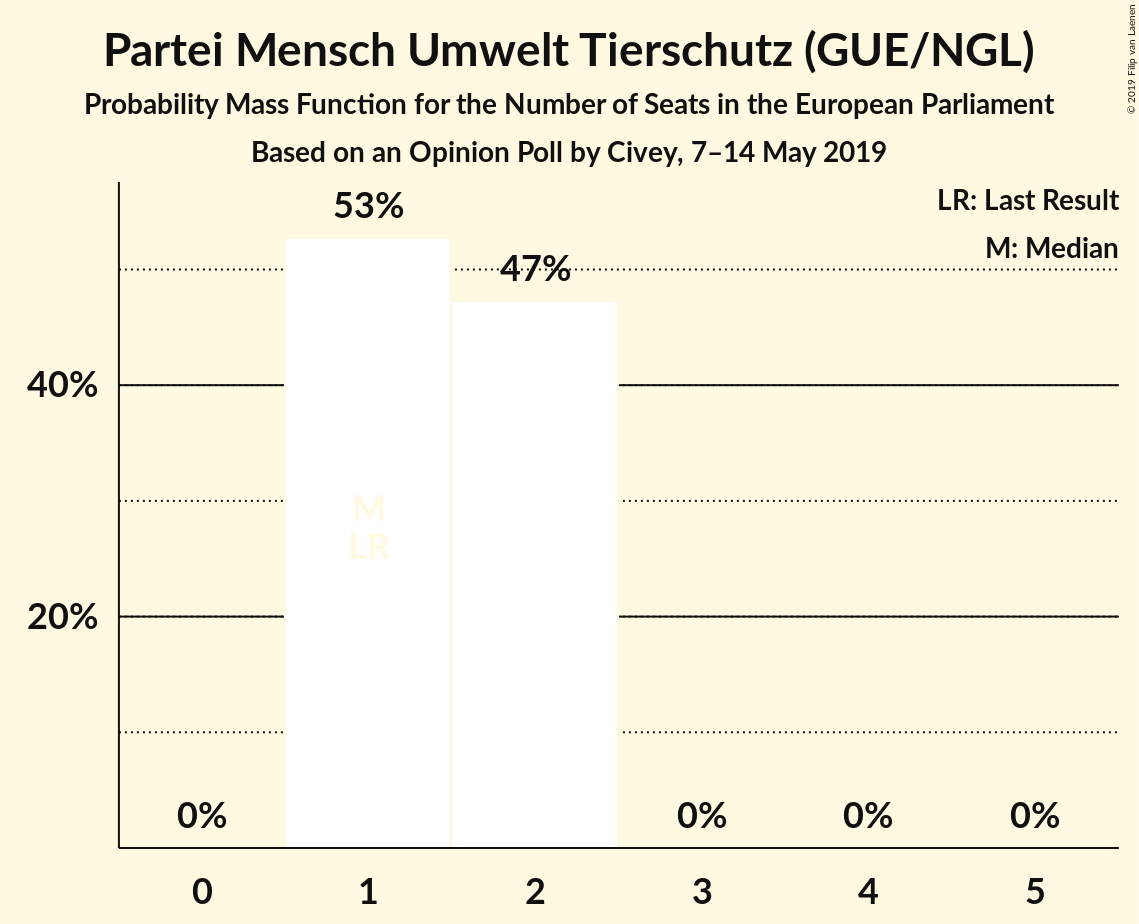 Partei Mensch Umwelt Tierschutz (GUE/NGL)
Probability Mass Function for the Number of Seats in the European Parliament
Based on an Opinion Poll by Civey, 7–14 May 2019
© 2019 Filip van Laenen
LR: Last Result
M: Median
53%
47%
40%
20%
M
LR
0%
0%
0%
0%
0 1 2 3 4 5